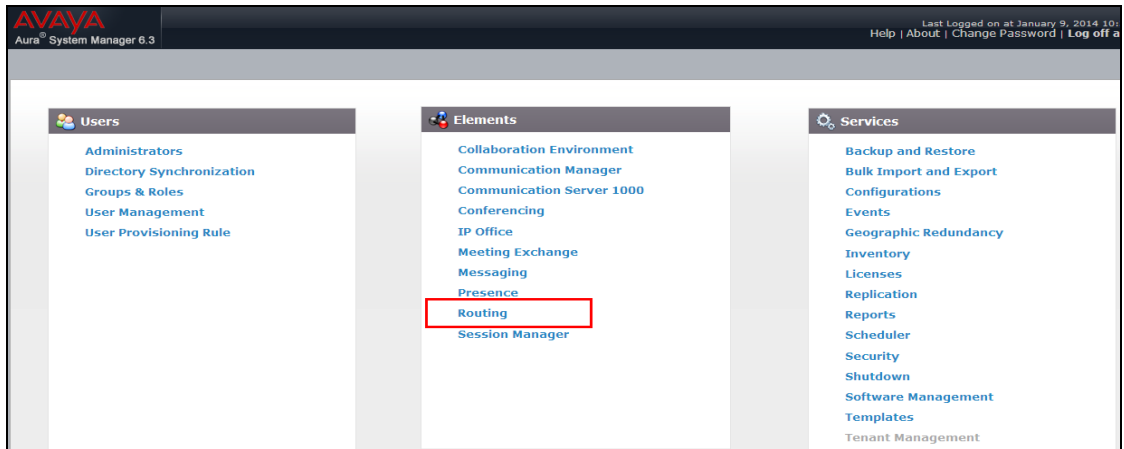 AVAYA
Aura® System Manager 6.3
Last Logged on at January 9, 2014 10:
Help | About | Change Password | Log off a
Users
Administrators
Directory Synchronization
Groups & Roles
User Management
User Provisioning Rule
Elements
Collaboration Environment
Communication Manager
Communication Server 1000
Conferencing
IP Office
Meeting Exchange
Messaging
Presence
Routing
Session Manager
Services
Backup and Restore
Bulk Import and Export
Configurations
Events
Geographic Redundancy
Inventory
Licenses
Replication
Reports
Scheduler
Security
Shutdown
Software Management
Templates
Tenant Management